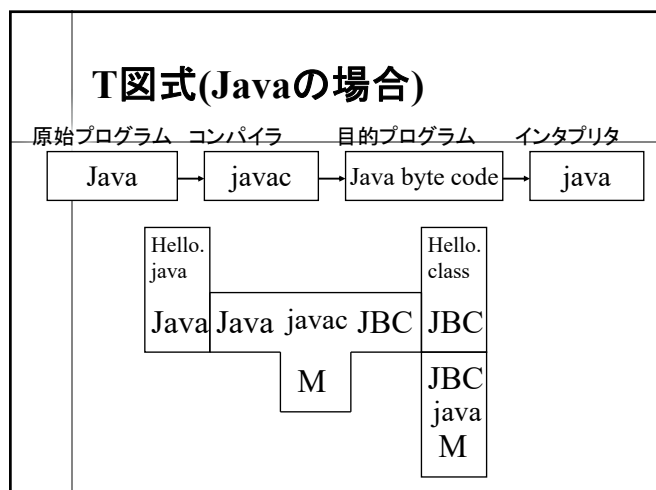 T図式(Javaの場合)
原始プログラム コンパイラ 目的プログラム インタプリタ
Java javac Java byte code java
Hello.
java
Java
Java javac JBC
M
Hello.
class
JBC
JBC
java
M